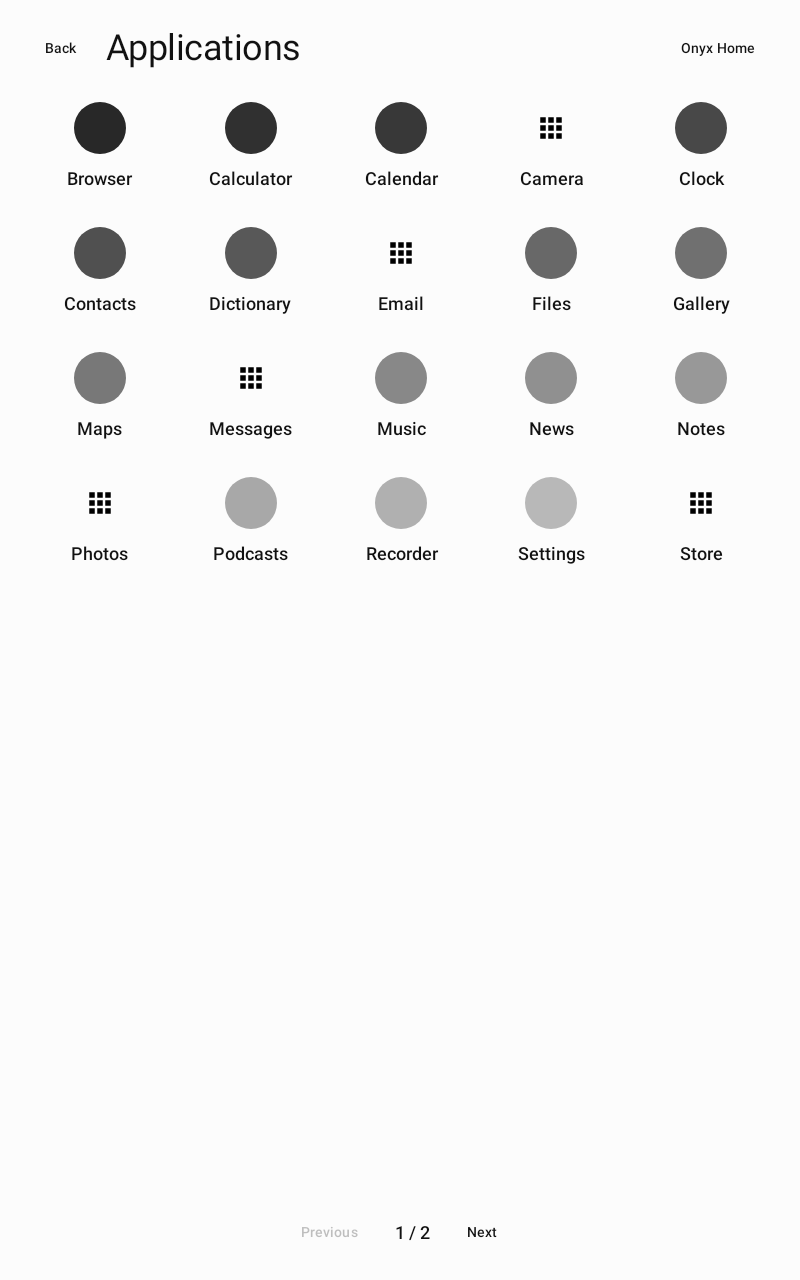 Back Applications Onyx Home
Browser Calculator Calendar Camera Clock
Contacts Dictionary Email Files Gallery
Maps Messages Music News Notes
Photos Podcasts Recorder Settings Store
Previous 1 / 2 Next